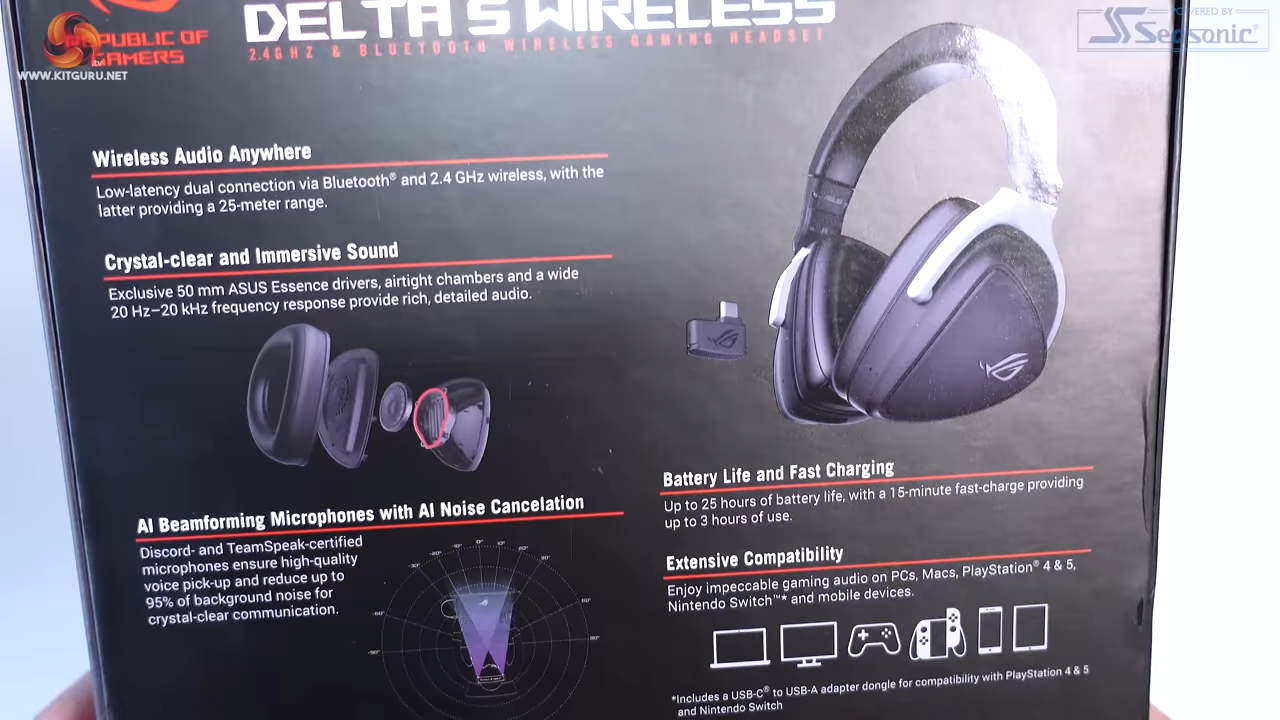 DELTA S WIRELESS
2.4GHZ & BLUETOOTH WIRELESS GAMING HEADSET
REPUBLIC OF
GAMERS
WWW.KITGURU.NET
POWERED BY
Seasonic
Wireless Audio Anywhere
Low-latency dual connection via Bluetooth® and 2.4 GHz wireless, with the
latter providing a 25-meter range.
Crystal-clear and Immersive Sound
Exclusive 50 mm ASUS Essence drivers, airtight chambers and a wide
20 Hz–20 kHz frequency response provide rich, detailed audio.
AI Beamforming Microphones with AI Noise Cancelation
Discord- and TeamSpeak-certified
microphones ensure high-quality
voice pick-up and reduce up to
95% of background noise for
crystal-clear communication.
Battery Life and Fast Charging
Up to 25 hours of battery life, with a 15-minute fast-charge providing
up to 3 hours of use.
Extensive Compatibility
Enjoy impeccable gaming audio on PCs, Macs, PlayStation® 4 & 5,
Nintendo Switch™* and mobile devices.
*Includes a USB-C® to USB-A adapter dongle for compatibility with PlayStation 4 & 5
and Nintendo Switch